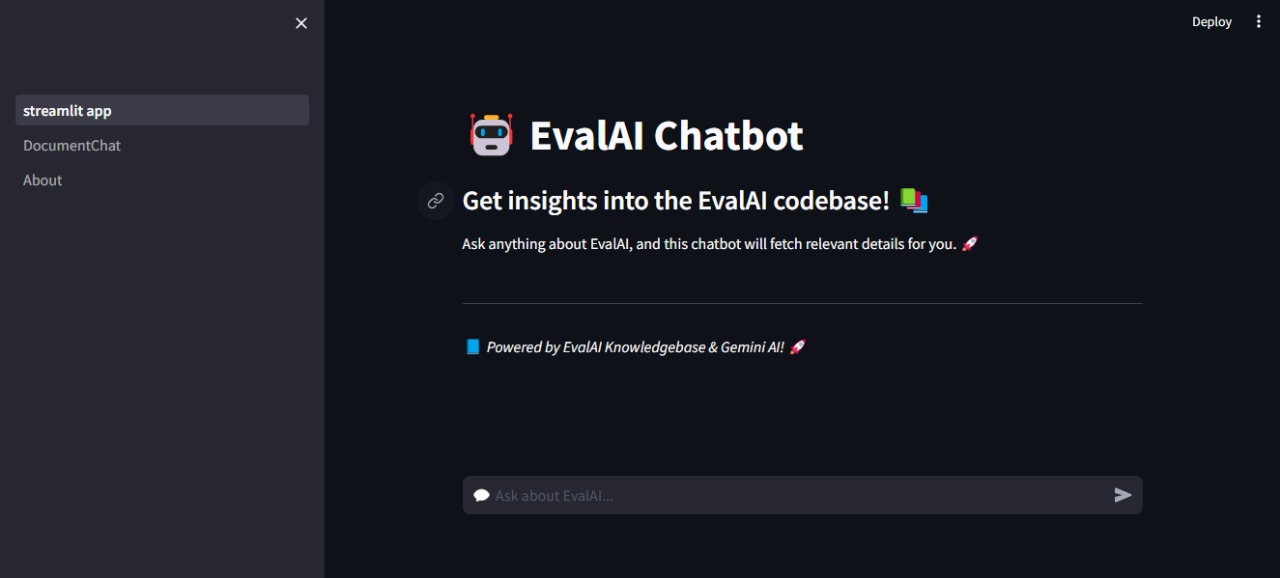 Deploy
streamlit app
DocumentChat
About
EvalAI Chatbot
Get insights into the EvalAI codebase!
Ask anything about EvalAI, and this chatbot will fetch relevant details for you.
Powered by EvalAI Knowledgebase & Gemini AI!
Ask about EvalAI...